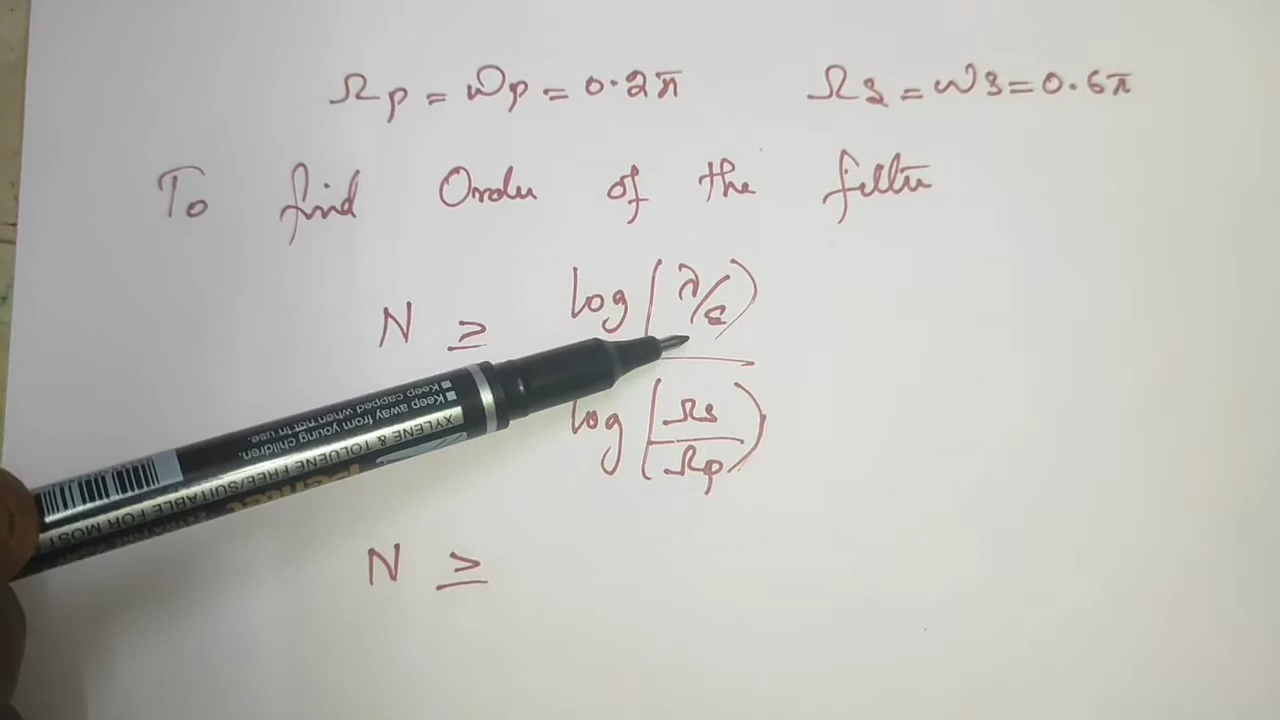 Ωp = ωp = 0.2π Ωs = ωs = 0.6π
To find Order of the filter
N ≥ log(λ/ε) / log(Ωs/Ωp)
Keep capped when not in use.
Keep away from young children.
XYLENE & TOLUENE FREE/SUITABLE FOR MOST
N ≥